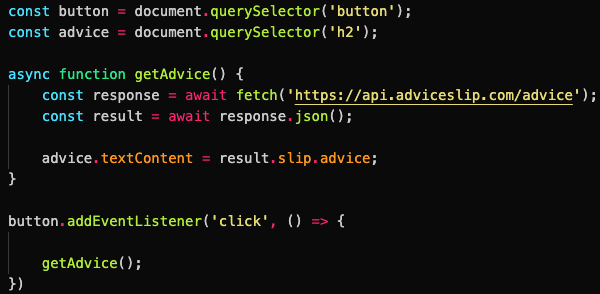 const button = document.querySelector('button');
const advice = document.querySelector('h2');

async function getAdvice() {
    const response = await fetch('https://api.adviceslip.com/advice');
    const result = await response.json();

    advice.textContent = result.slip.advice;
}

button.addEventListener('click', () => {

    getAdvice();
})